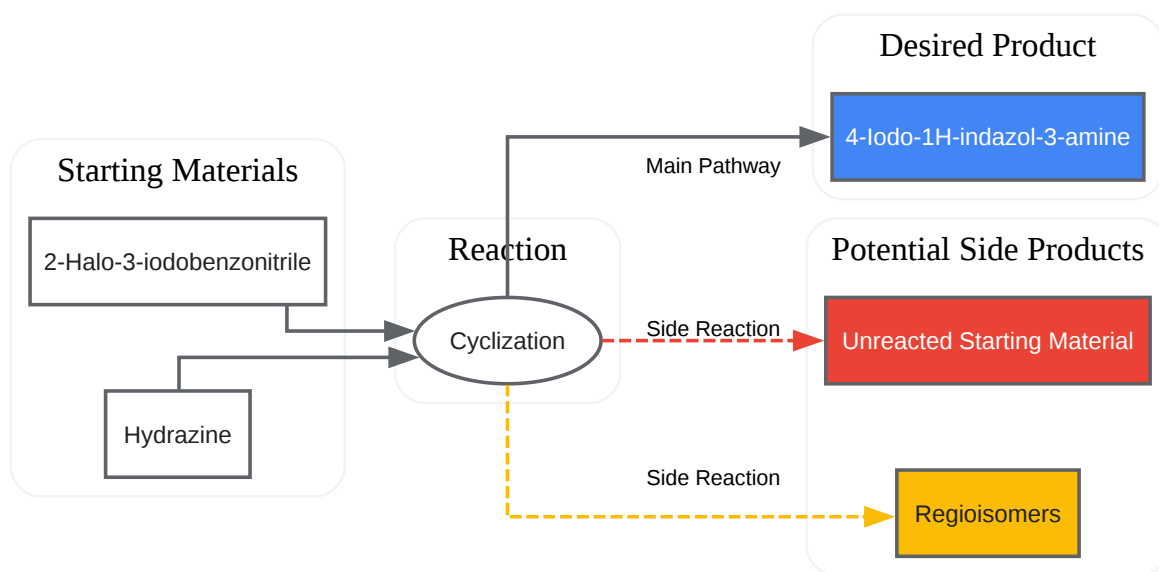 Desired Product
4-Iodo-1H-indazol-3-amine
Main Pathway
Starting Materials
2-Halo-3-iodobenzonitrile
Hydrazine
Reaction
Cyclization
Potential Side Products
Side Reaction
Unreacted Starting Material
Side Reaction
Regioisomers